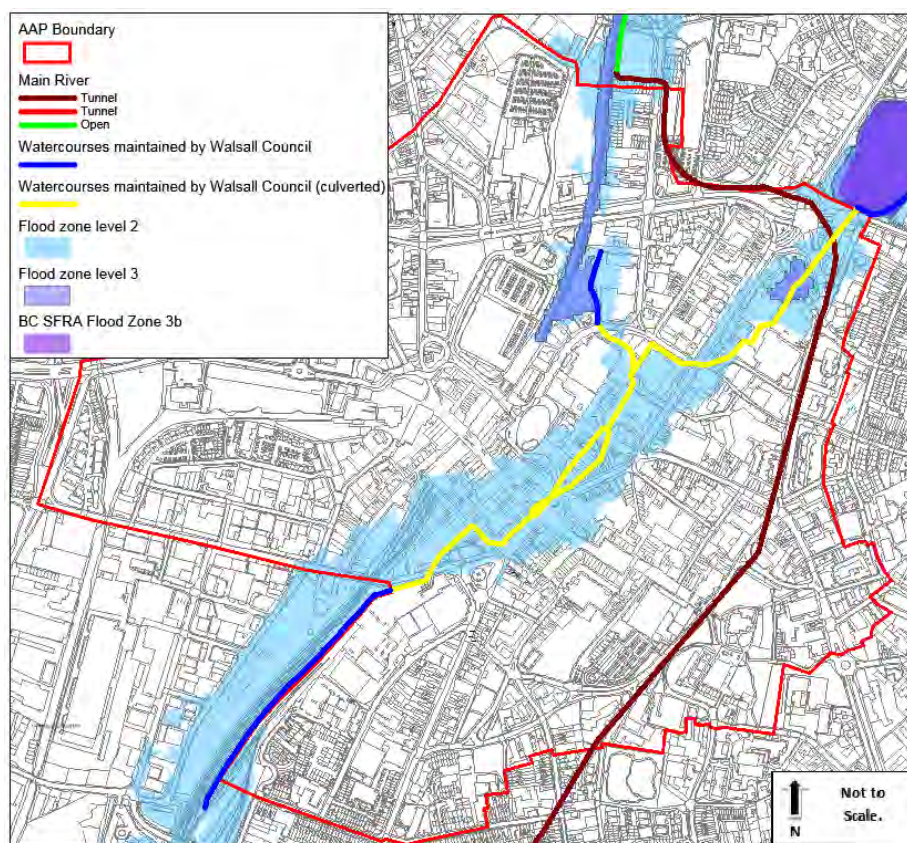 AAP Boundary
Main River
Tunnel
Tunnel
Open
Watercourses maintained by Walsall Council
Watercourses maintained by Walsall Council (culverted)
Flood zone level 2
Flood zone level 3
BC SFRA Flood Zone 3b
Not to
Scale.
N